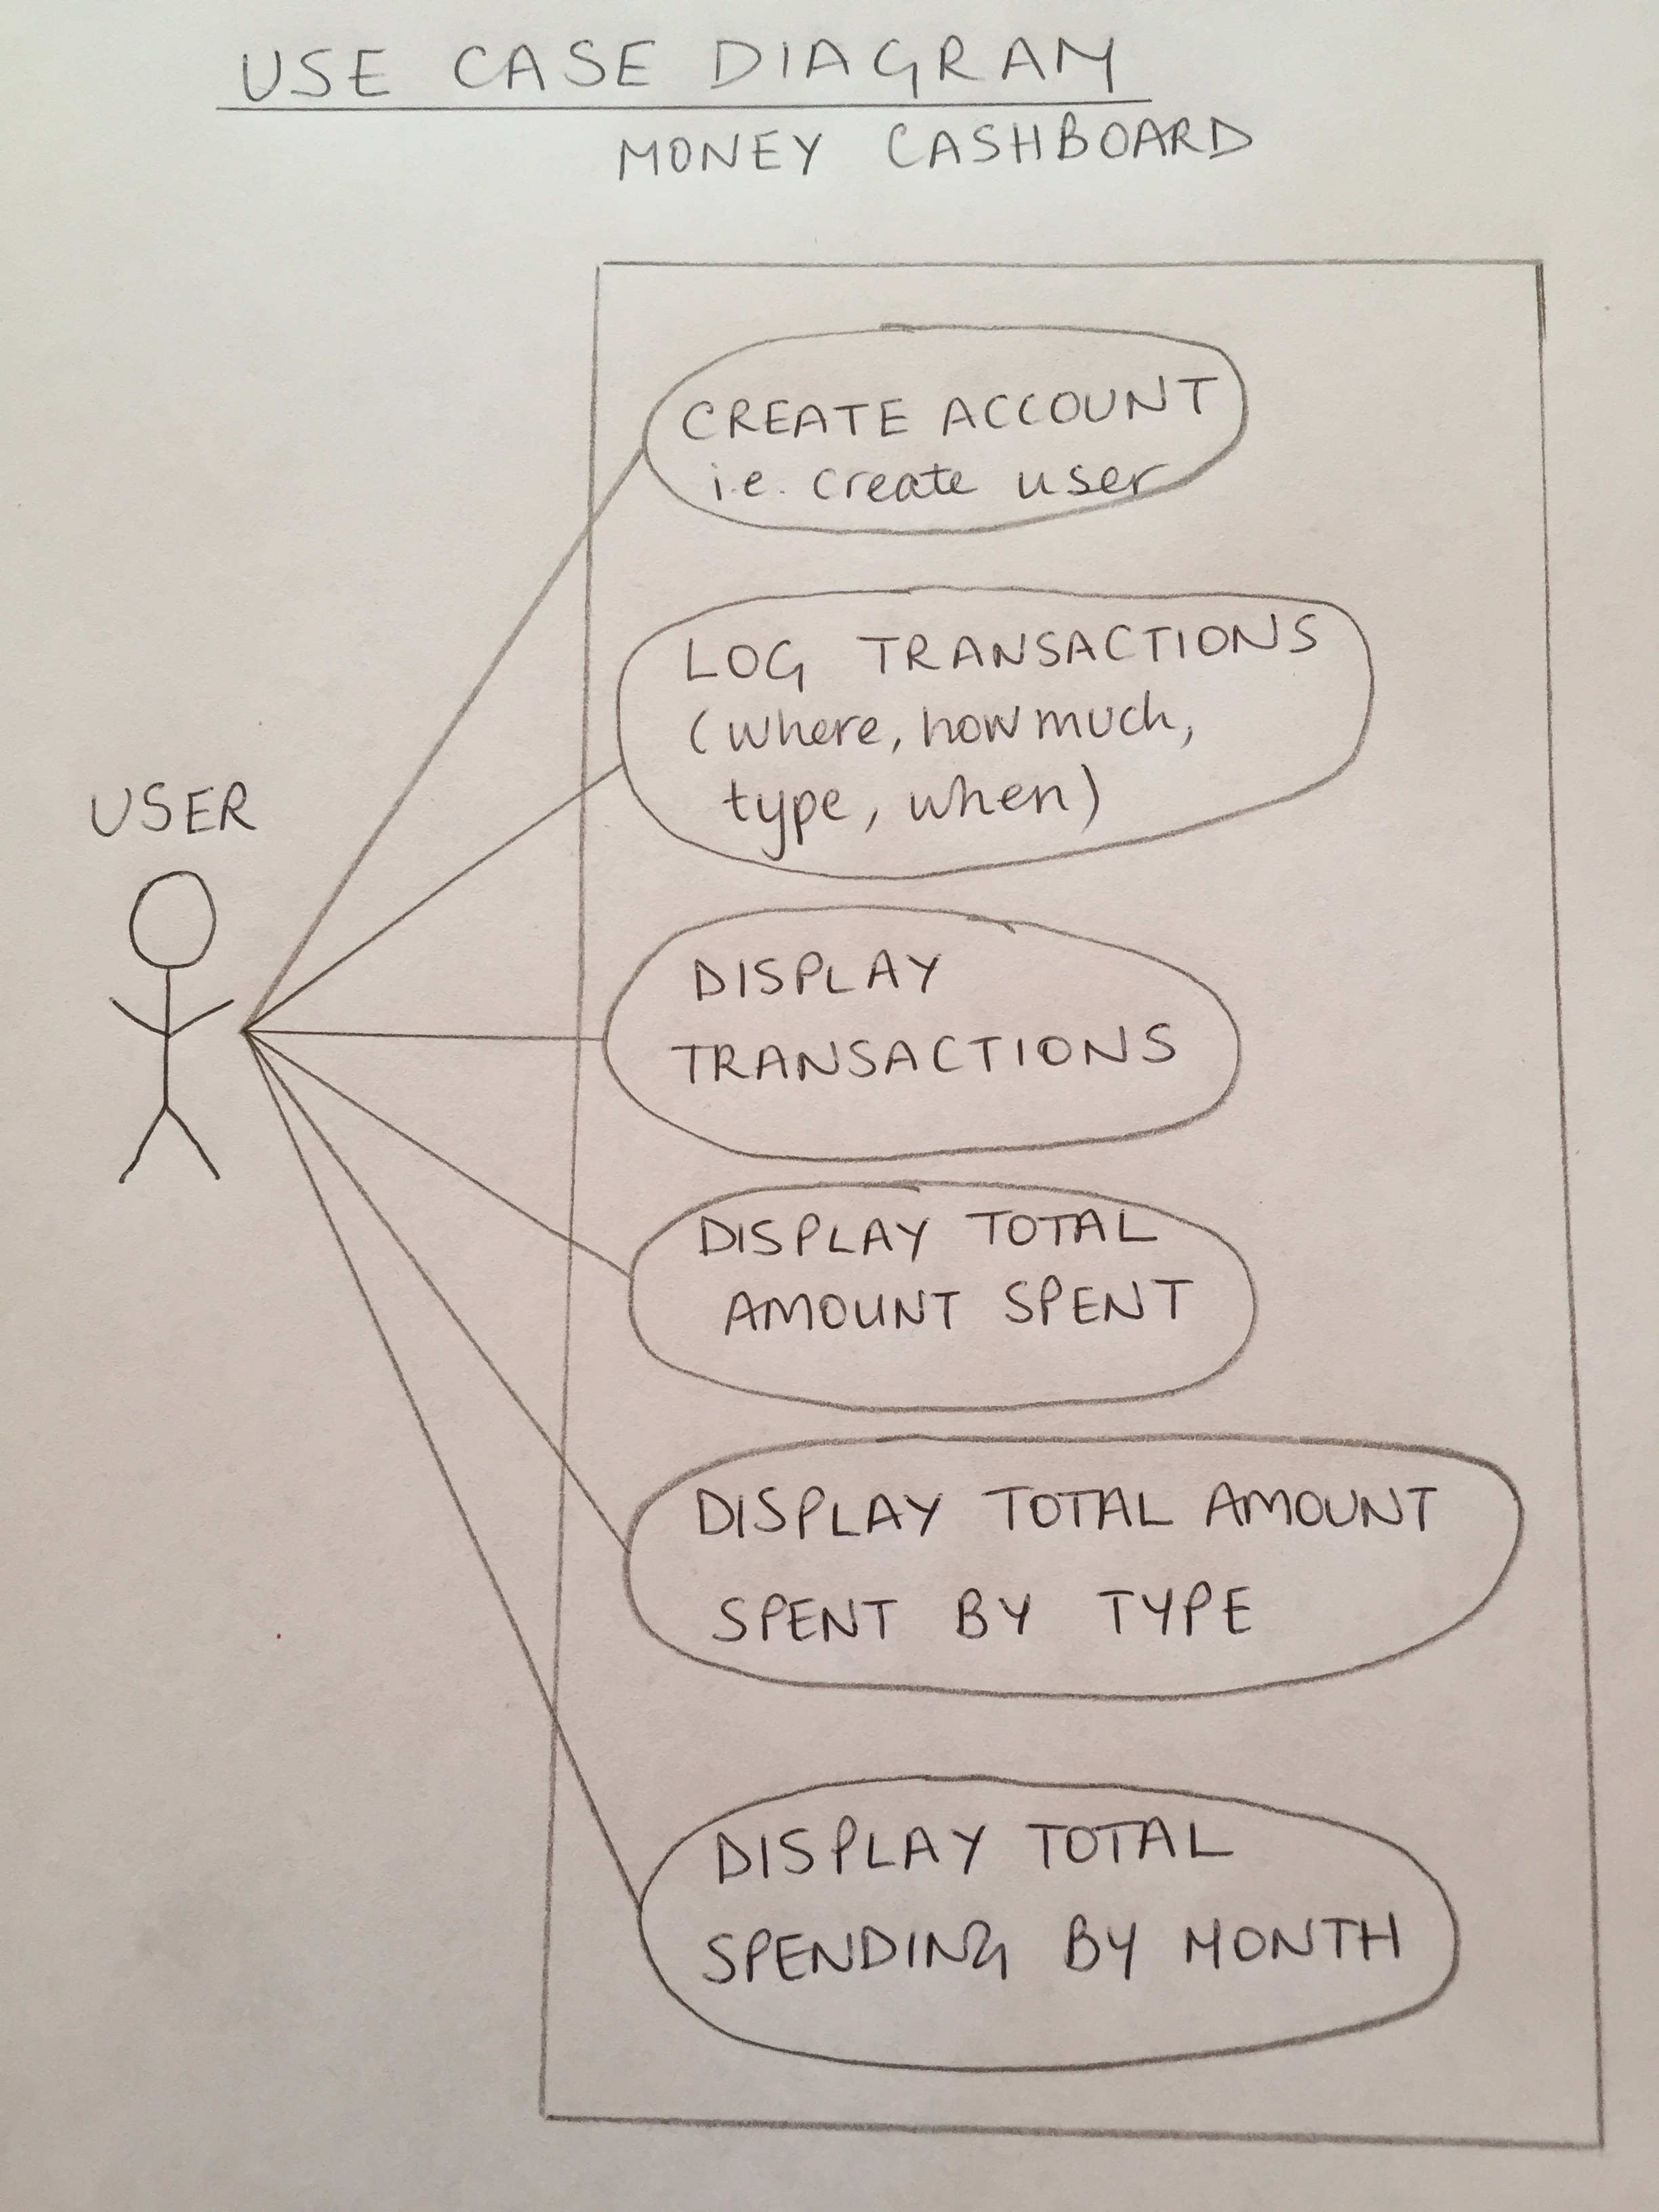 USE CASE DIAGRAM
MONEY CASHBOARD
CREATE ACCOUNT
i.e. create user
LOG TRANSACTIONS
(where, how much,
type, when)
USER
DISPLAY
TRANSACTIONS
DISPLAY TOTAL
AMOUNT SPENT
DISPLAY TOTAL AMOUNT
SPENT BY TYPE
DISPLAY TOTAL
SPENDING BY MONTH